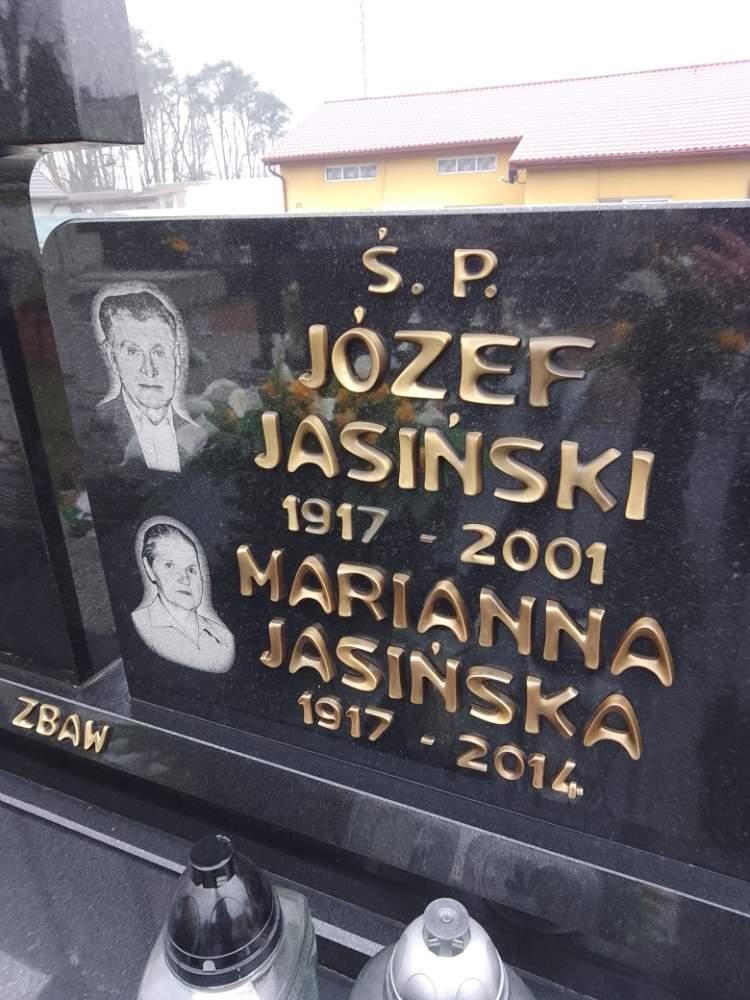 Ś. P.
JÓZEF
JASIŃSKI
1917 - 2001
MARIANNA
JASIŃSKA
1917 - 2014
ZBAW